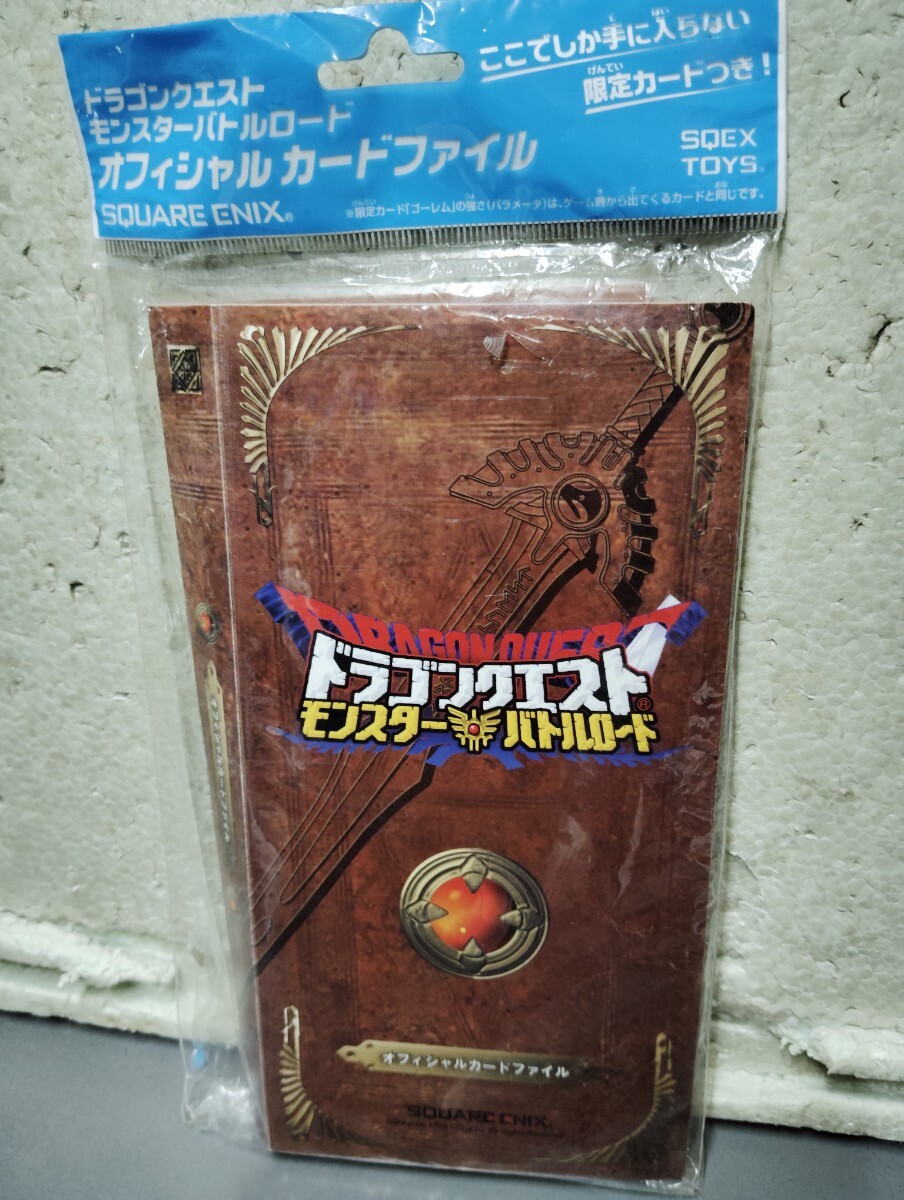 ドラゴンクエスト
モンスターバトルロード
オフィシャル カードファイル
SQUARE ENIX®
ここでしか手に入らない
限定カードつき!
SQEX
TOYS®
※限定カード「ゴーレム」の強さ(パラメータ)は、ゲーム機から出てくるカードと同じです。
DRAGON QUEST
ドラゴンクエスト®
モンスターバトルロード
オフィシャルカードファイル
SQUARE ENIX®